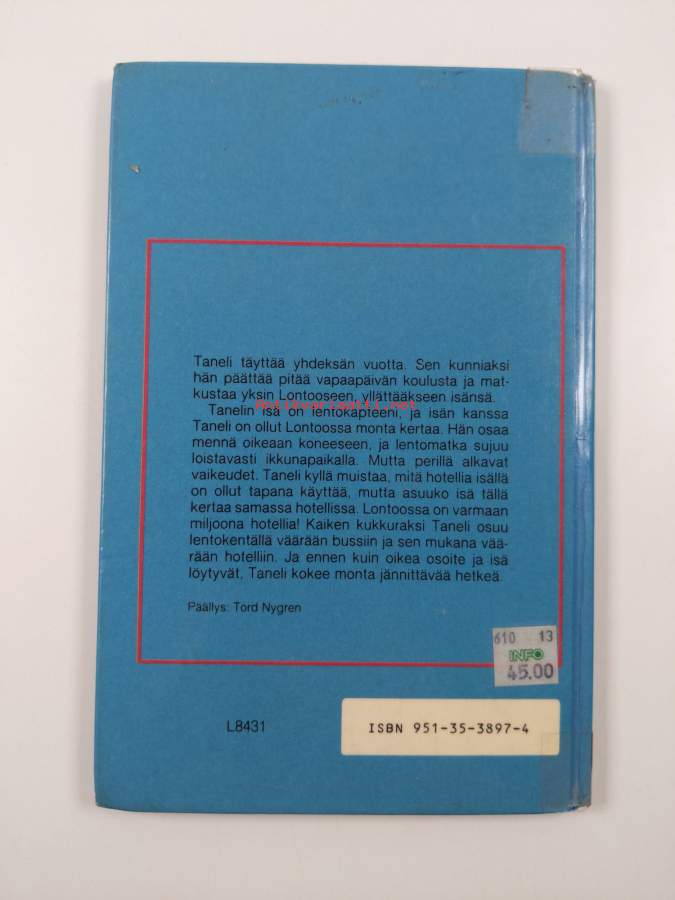 Taneli täyttää yhdeksän vuotta. Sen kunniaksi
hän päättää pitää vapaapäivän koulusta ja mat-
kustaa yksin Lontooseen, yllättääkseen isänsä.
Antikvariaatti.net
Tanelin isä on lentokapteeni, ja isän kanssa
Taneli on ollut Lontoossa monta kertaa. Hän osaa
mennä oikeaan koneeseen, ja lentomatka sujuu
loistavasti ikkunapaikalla. Mutta perillä alkavat
vaikeudet. Taneli kyllä muistaa, mitä hotellia isällä
on ollut tapana käyttää, mutta asuuko isä tällä
kertaa samassa hotellissa. Lontoossa on varmaan
miljoona hotellia! Kaiken kukkuraksi Taneli osuu
lentokentällä väärään bussiin ja sen mukana vää-
rään hotelliin. Ja ennen kuin oikea osoite ja isä
löytyvät, Taneli kokee monta jännittävää hetkeä.
Päällys: Tord Nygren
610 13
INFO
45.00
L8431
ISBN 951-35-3897-4